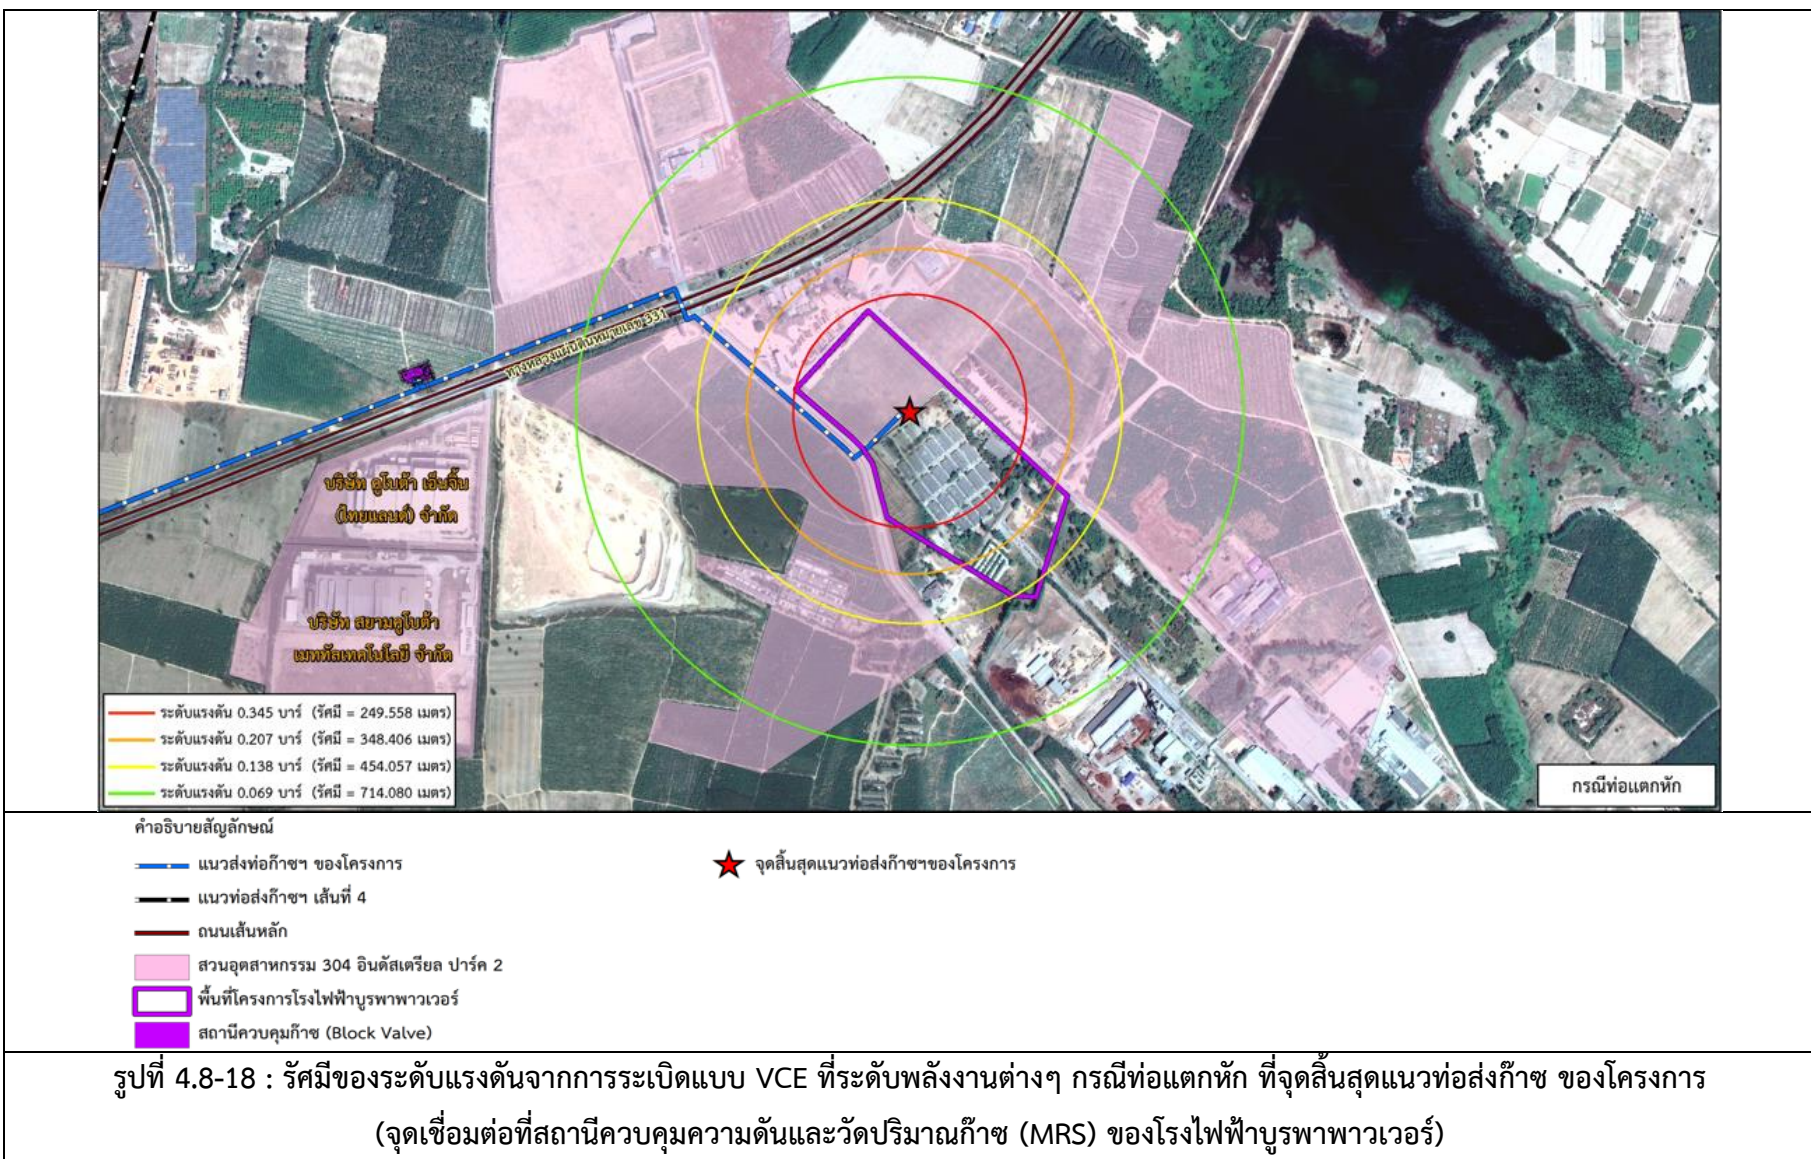 ทางหลวงแผ่นดินหมายเลข 331
บริษัท คูโบต้า เอ็นจิ้น
(ไทยแลนด์) จำกัด
บริษัท สยามคูโบต้า
เมททัลเทคโนโลยี จำกัด
ระดับแรงดัน 0.345 บาร์ (รัศมี = 249.558 เมตร)
ระดับแรงดัน 0.207 บาร์ (รัศมี = 348.406 เมตร)
ระดับแรงดัน 0.138 บาร์ (รัศมี = 454.057 เมตร)
ระดับแรงดัน 0.069 บาร์ (รัศมี = 714.080 เมตร)
กรณีท่อแตกหัก
คำอธิบายสัญลักษณ์
แนวส่งท่อก๊าซฯ ของโครงการ
จุดสิ้นสุดแนวท่อส่งก๊าซฯของโครงการ
แนวท่อส่งก๊าซฯ เส้นที่ 4
ถนนเส้นหลัก
สวนอุตสาหกรรม 304 อินดัสเตรียล ปาร์ค 2
พื้นที่โครงการโรงไฟฟ้าบูรพาพาวเวอร์
สถานีควบคุมก๊าซ (Block Valve)
รูปที่ 4.8-18 : รัศมีของระดับแรงดันจากการระเบิดแบบ VCE ที่ระดับพลังงานต่างๆ กรณีท่อแตกหัก ที่จุดสิ้นสุดแนวท่อส่งก๊าซ ของโครงการ
(จุดเชื่อมต่อที่สถานีควบคุมความดันและวัดปริมาณก๊าซ (MRS) ของโรงไฟฟ้าบูรพาพาวเวอร์)